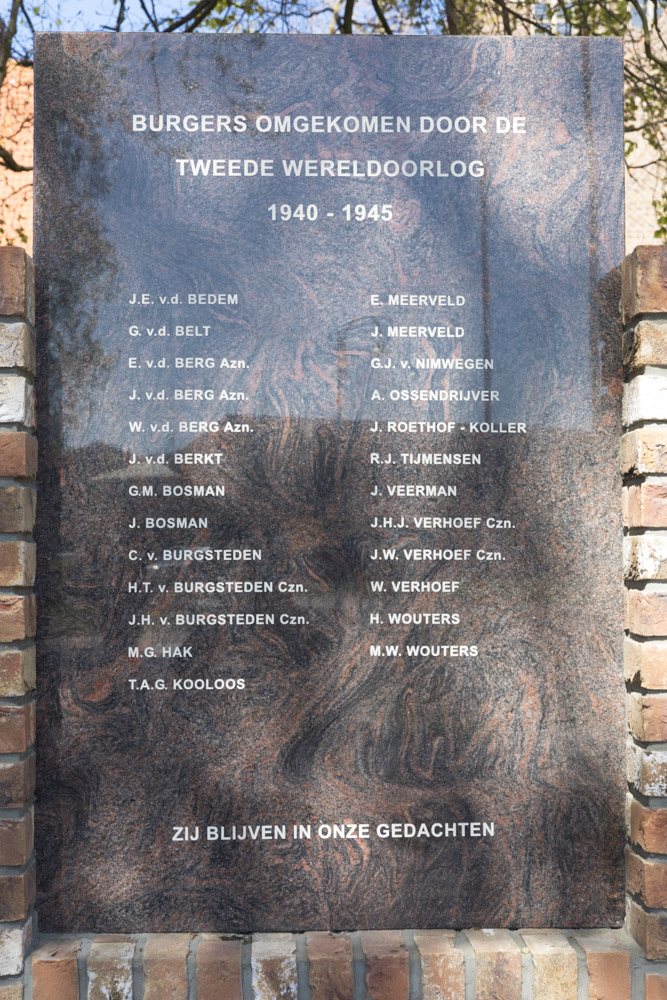 BURGERS OMGEKOMEN DOOR DE
TWEEDE WERELDOORLOG
1940 - 1945
J.E. v.d. BEDEM
G. v.d. BELT
E. v.d. BERG Azn.
J. v.d. BERG Azn.
W. v.d. BERG Azn.
J. v.d. BERKT
G.M. BOSMAN
J. BOSMAN
C. v. BURGSTEDEN
H.T. v. BURGSTEDEN Czn.
J.H. v. BURGSTEDEN Czn.
M.G. HAK
T.A.G. KOOLOOS
E. MEERVELD
J. MEERVELD
G.J. v. NIMWEGEN
A. OSSENDRIJVER
J. ROETHOF - KOLLER
R.J. TIJMENSEN
J. VEERMAN
J.H.J. VERHOEF Czn.
J.W. VERHOEF Czn.
W. VERHOEF
H. WOUTERS
M.W. WOUTERS
ZIJ BLIJVEN IN ONZE GEDACHTEN